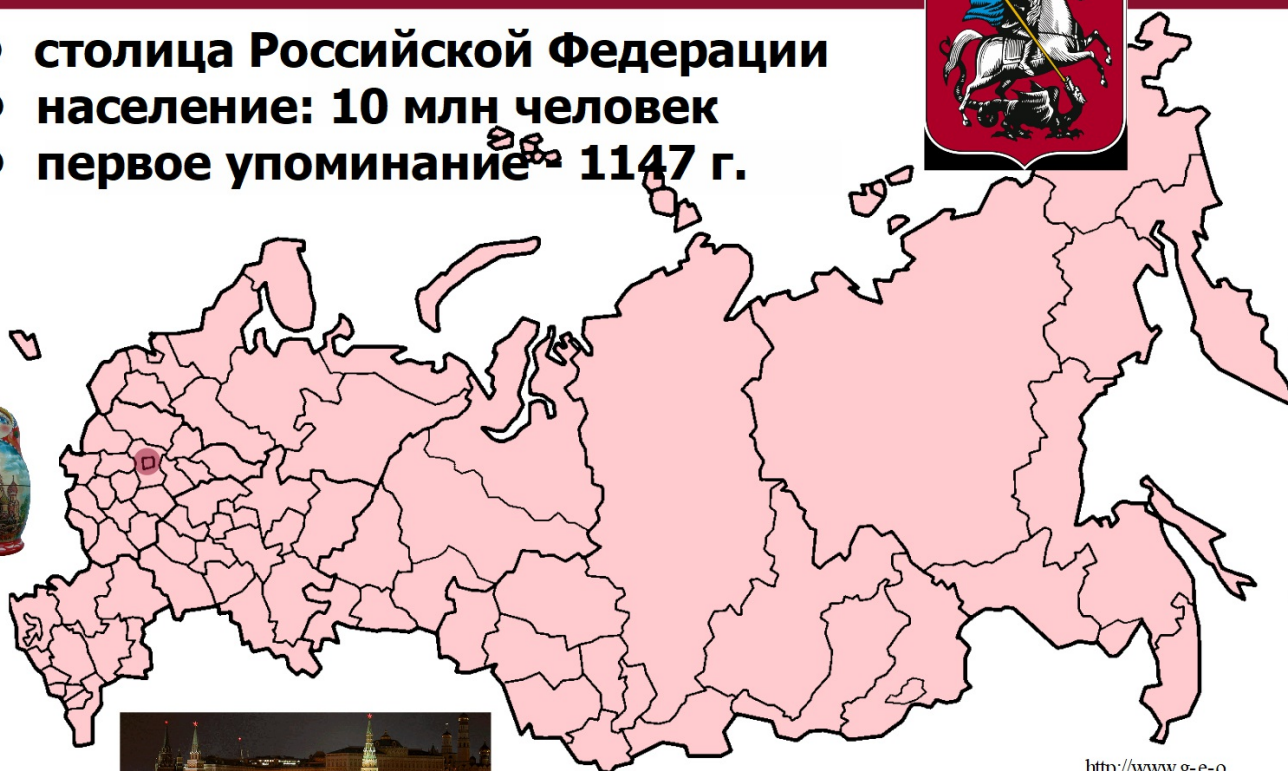 столица Российской Федерации
население: 10 млн человек
первое упоминание - 1147 г.
http://www.g-e-o